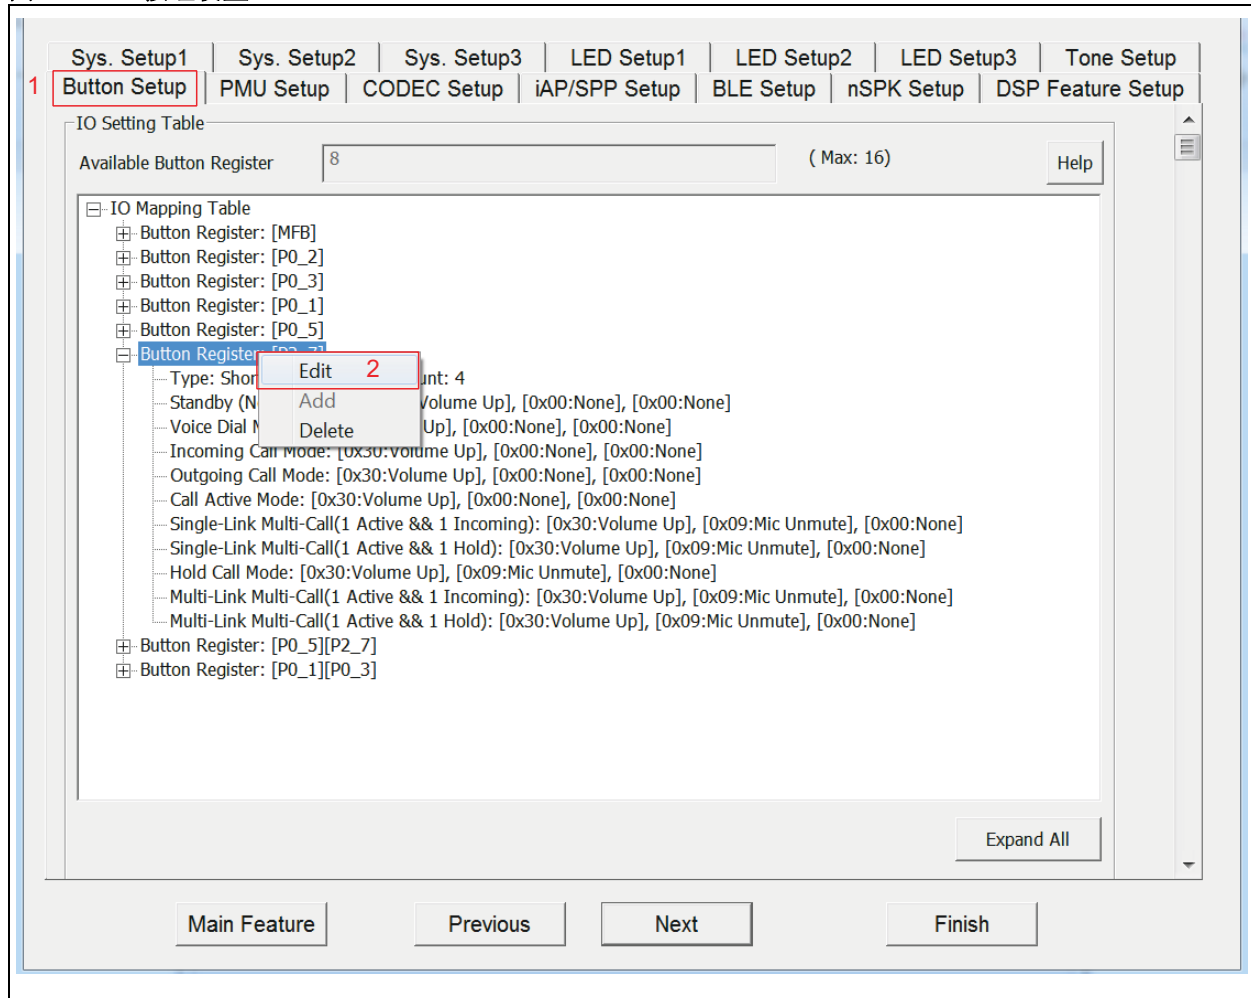 Sys. Setup1 Sys. Setup2 Sys. Setup3 LED Setup1 LED Setup2 LED Setup3 Tone Setup
1 Button Setup PMU Setup CODEC Setup iAP/SPP Setup BLE Setup nSPK Setup DSP Feature Setup
IO Setting Table
Available Button Register 8 ( Max: 16) Help
IO Mapping Table
Button Register: [MFB]
Button Register: [P0_2]
Button Register: [P0_3]
Button Register: [P0_1]
Button Register: [P0_5]
Button Register: [P2_7]
Edit 2
Add
Delete
Type: Shor unt: 4
Standby (N Volume Up], [0x00:None], [0x00:None]
Voice Dial Up], [0x00:None], [0x00:None]
Incoming Call Mode: [0x30:Volume Up], [0x00:None], [0x00:None]
Outgoing Call Mode: [0x30:Volume Up], [0x00:None], [0x00:None]
Call Active Mode: [0x30:Volume Up], [0x00:None], [0x00:None]
Single-Link Multi-Call(1 Active && 1 Incoming): [0x30:Volume Up], [0x09:Mic Unmute], [0x00:None]
Single-Link Multi-Call(1 Active && 1 Hold): [0x30:Volume Up], [0x09:Mic Unmute], [0x00:None]
Hold Call Mode: [0x30:Volume Up], [0x09:Mic Unmute], [0x00:None]
Multi-Link Multi-Call(1 Active && 1 Incoming): [0x30:Volume Up], [0x09:Mic Unmute], [0x00:None]
Multi-Link Multi-Call(1 Active && 1 Hold): [0x30:Volume Up], [0x09:Mic Unmute], [0x00:None]
Button Register: [P0_5][P2_7]
Button Register: [P0_1][P0_3]
Expand All
Main Feature Previous Next Finish